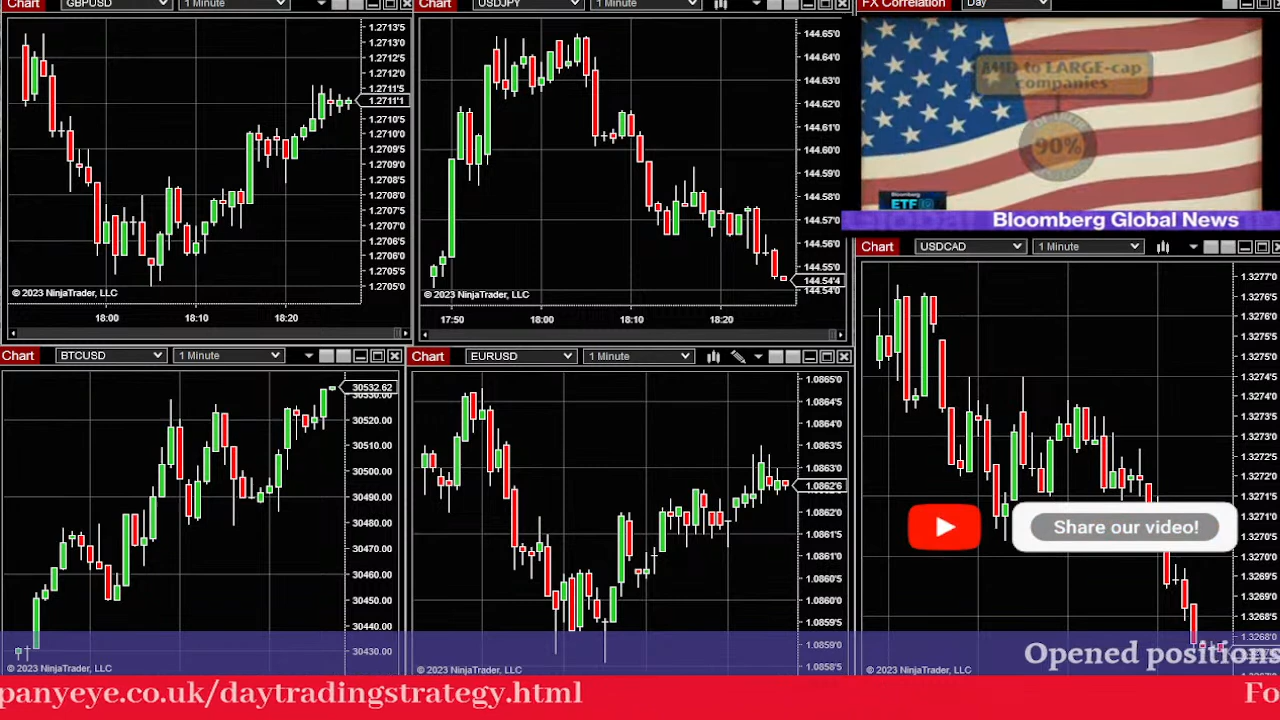 Chart
GBPUSD
1 Minute
1.2713'5
1.2713'0
1.2712'5
1.2712'0
1.2711'5
1.2711'1
1.2710'5
1.2710'0
1.2709'5
1.2709'0
1.2708'5
1.2708'0
1.2707'5
1.2707'0
1.2706'5
1.2706'0
1.2705'5
1.2705'0
© 2023 NinjaTrader, LLC
18:00
18:10
18:20
Chart
USDJPY
1 Minute
144.65'0
144.63'0
144.62'0
144.61'0
144.60'0
144.59'0
144.58'0
144.57'0
144.56'0
144.55'0
144.54'4
144.54'0
© 2023 NinjaTrader, LLC
17:50
18:00
18:10
18:20
FX Correlation
Day
AMD to LARGE-cap
companies
90%
Bloomberg
ETF IQ
Bloomberg Global News
Chart
USDCAD
1 Minute
1.3277'0
1.3276'5
1.3276'0
1.3275'5
1.3275'0
1.3274'5
1.3274'0
1.3273'5
1.3273'0
1.3272'5
1.3272'0
1.3271'5
1.3271'0
1.3270'5
1.3270'0
1.3269'5
1.3269'0
1.3268'5
1.3268'0
Share our video!
© 2023 NinjaTrader, LLC
Chart
BTCUSD
1 Minute
30532.62
30530.00
30520.00
30510.00
30500.00
30490.00
30480.00
30470.00
30460.00
30450.00
30440.00
30430.00
© 2023 NinjaTrader, LLC
Chart
EURUSD
1 Minute
1.0865'0
1.0864'5
1.0864'0
1.0863'5
1.0863'0
1.0862'6
1.0862'0
1.0861'5
1.0861'0
1.0860'5
1.0860'0
1.0859'5
1.0859'0
1.0858'5
© 2023 NinjaTrader, LLC
Opened positions
panyeye.co.uk/daytradingstrategy.html
Fo